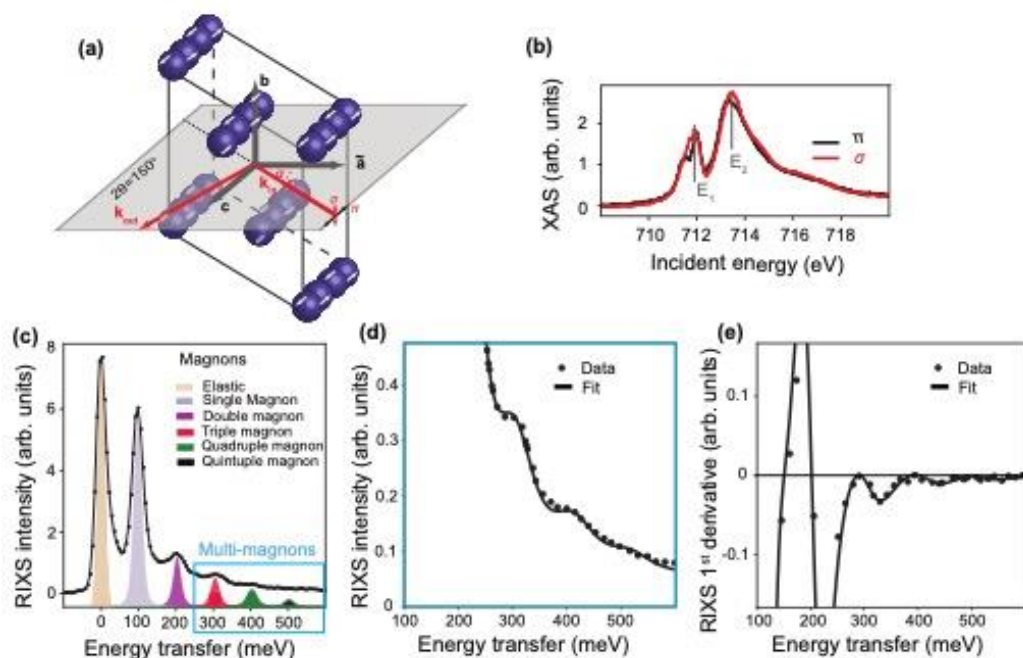 (a)
b
a
c
2θ=150°
k_out
k_in
σ
π
(b)
XAS (arb. units)
2
1
0
π
σ
E₁
E₂
710 712 714 716 718
Incident energy (eV)
(c)
RIXS intensity (arb. units)
8
6
4
2
0
Magnons
Elastic
Single Magnon
Double magnon
Triple magnon
Quadruple magnon
Quintuple magnon
Multi-magnons
0 100 200 300 400 500
Energy transfer (meV)
(d)
RIXS intensity (arb. units)
0.4
0.3
0.2
0.1
0
Data
Fit
100 200 300 400 500
Energy transfer (meV)
(e)
RIXS 1st derivative (arb. units)
0.1
0
-0.1
Data
Fit
100 200 300 400 500
Energy transfer (meV)